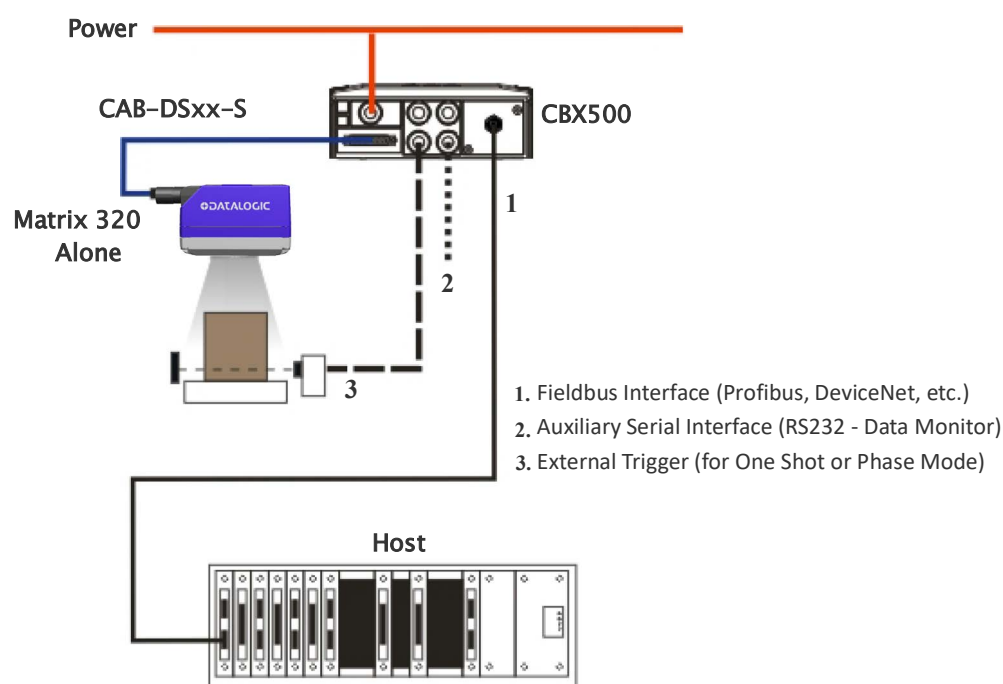 Power
CAB-DSxx-S
CBX500
DATALOGIC
Matrix 320
Alone
1
2
3
1. Fieldbus Interface (Profibus, DeviceNet, etc.)
2. Auxiliary Serial Interface (RS232 - Data Monitor)
3. External Trigger (for One Shot or Phase Mode)
Host